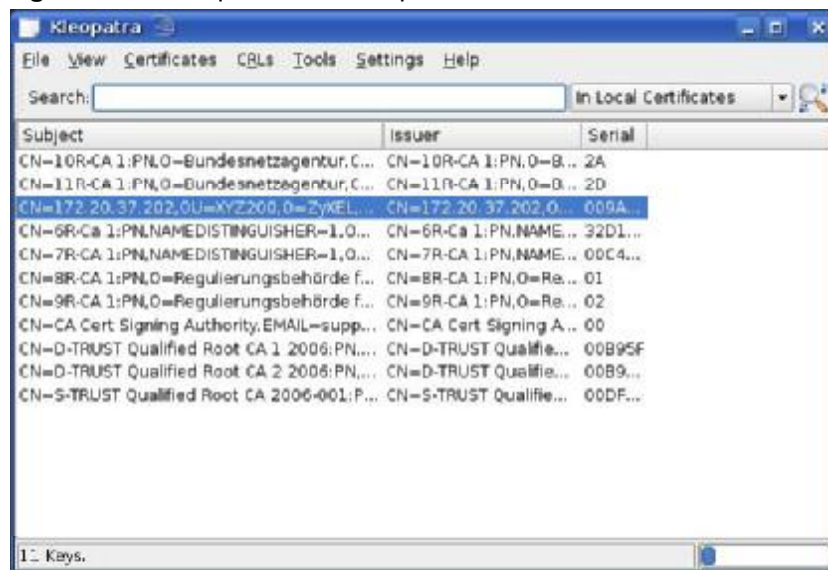 Kleopatra
File View Certificates CRLs Tools Settings Help
Search: In Local Certificates
Subject Issuer Serial
CN=10R-CA 1:PN,O=Bundesnetzagentur,C... CN=10R-CA 1:PN,O=B... 2A
CN=11R-CA 1:PN,O=Bundesnetzagentur,C... CN=11R-CA 1:PN,O=B... 2D
CN=172.20.37.202,OU=XYZ200,O=ZyXEL,... CN=172.20.37.202,O... 009A...
CN=6R-Ca 1:PN,NAMEDISTINGUISHER=1,O... CN=6R-Ca 1:PN,NAME... 32D1...
CN=7R-CA 1:PN,NAMEDISTINGUISHER=1,O... CN=7R-CA 1:PN,NAME... 00C4...
CN=8R-CA 1:PN,O=Regulierungsbehörde f... CN=8R-CA 1:PN,O=Re... 01
CN=9R-CA 1:PN,O=Regulierungsbehörde f... CN=9R-CA 1:PN,O=Re... 02
CN=CA Cert Signing Authority,EMAIL=supp... CN=CA Cert Signing A... 00
CN=D-TRUST Qualified Root CA 1 2006:PN,... CN=D-TRUST Qualifie... 00B95F
CN=D-TRUST Qualified Root CA 2 2006:PN,... CN=D-TRUST Qualifie... 00B9...
CN=S-TRUST Qualified Root CA 2006-001:P... CN=S-TRUST Qualifie... 00DF...
11 Keys.